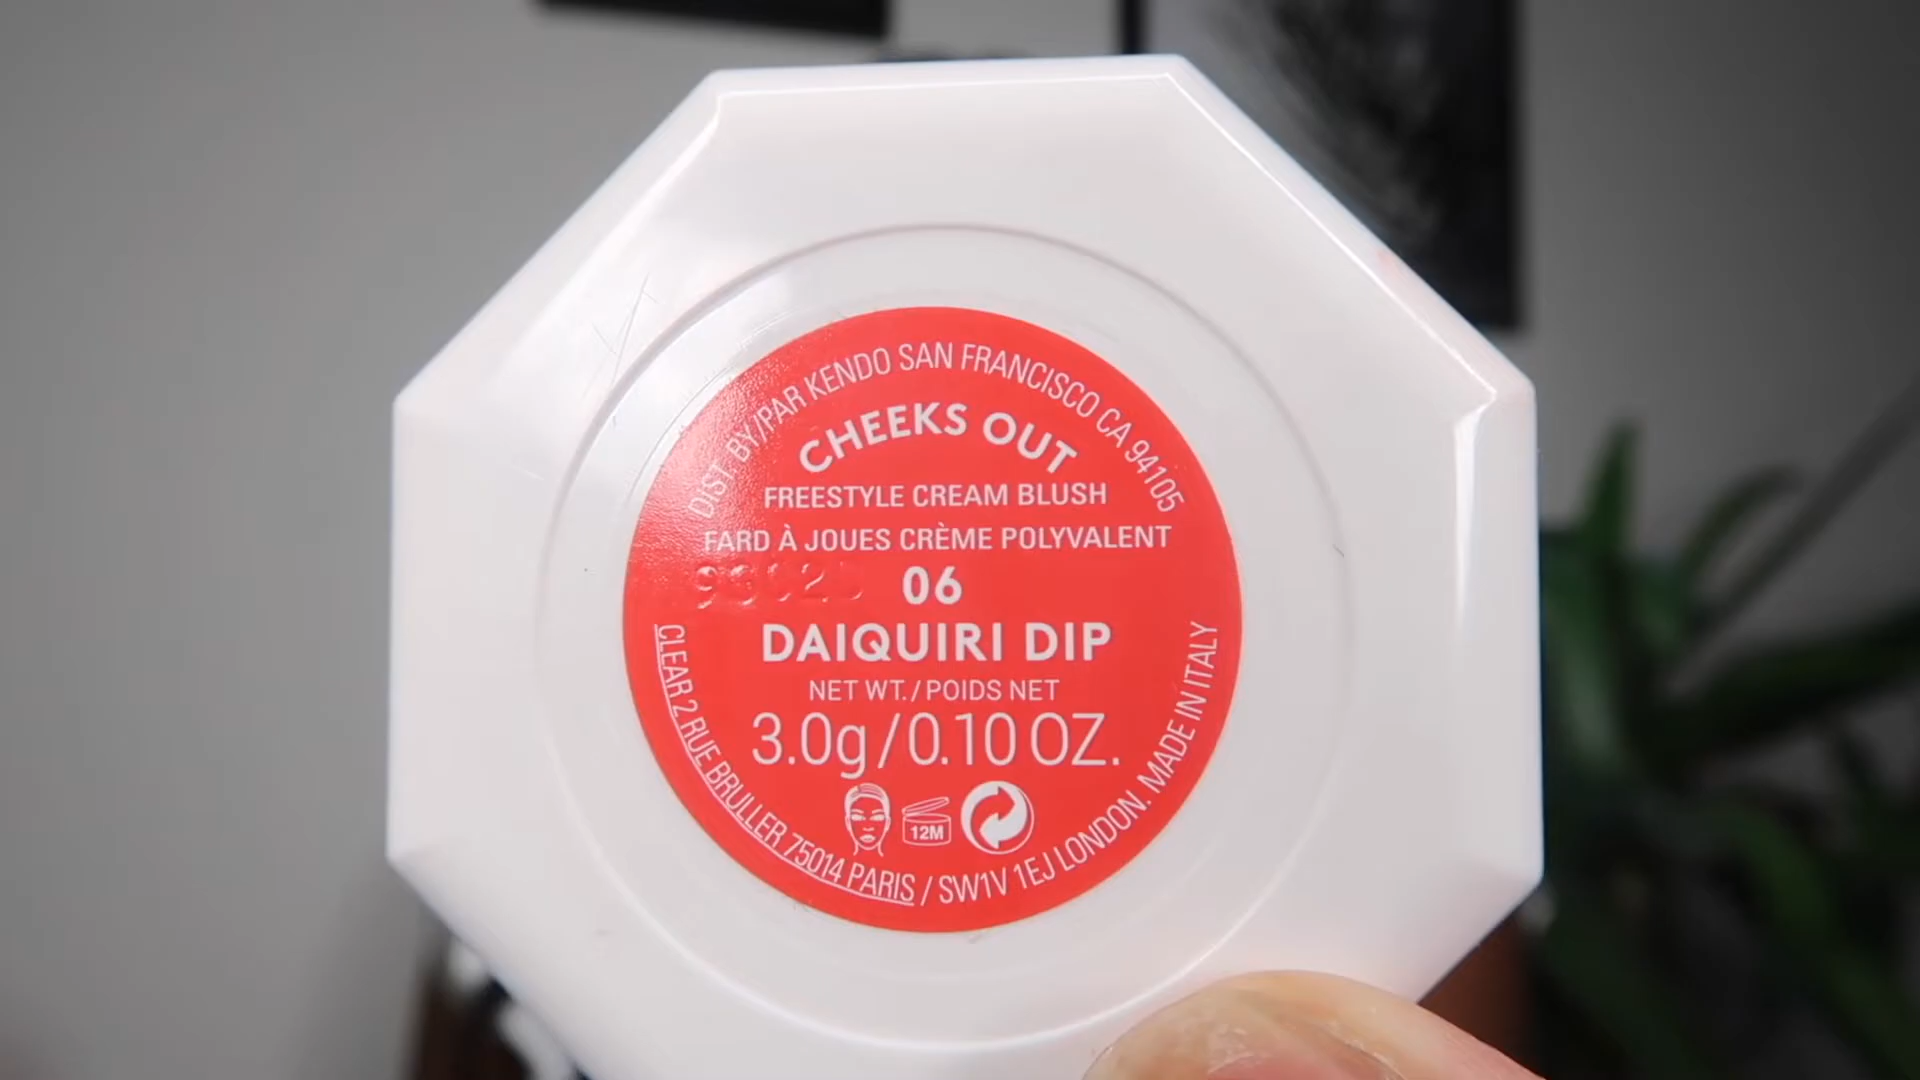 DIST. BY/PAR KENDO SAN FRANCISCO CA 94105
CHEEKS OUT
FREESTYLE CREAM BLUSH
FARD À JOUES CRÈME POLYVALENT
06
DAIQUIRI DIP
NET WT./POIDS NET
3.0g/0.10 OZ.
12M
CLEAR 2 RUE BRULLER 75014 PARIS / SW1V 1EJ LONDON. MADE IN ITALY